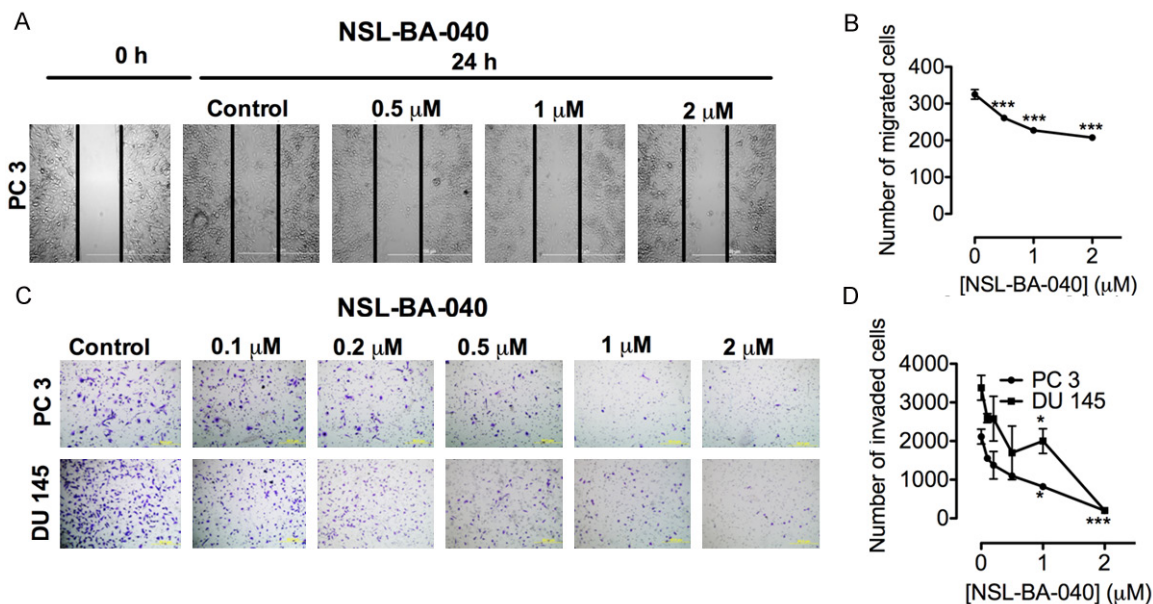 A
NSL-BA-040
0 h
24 h
Control
0.5 μM
1 μM
2 μM
PC 3
B
Number of migrated cells
400
300
200
100
0
***
***
***
0
1
2
[NSL-BA-040] (μM)
C
NSL-BA-040
Control
0.1 μM
0.2 μM
0.5 μM
1 μM
2 μM
PC 3
DU 145
D
Number of invaded cells
4000
3000
2000
1000
0
PC 3
DU 145
*
*
***
0
1
2
[NSL-BA-040] (μM)